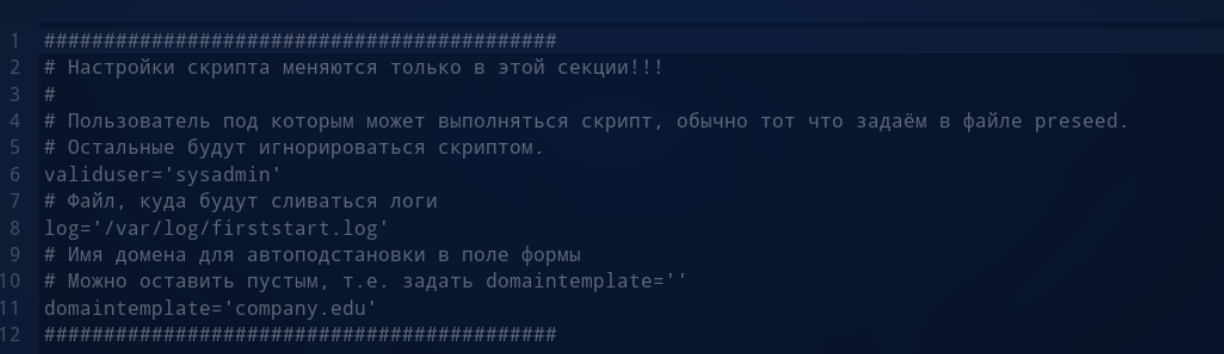 1 ###########################################
2 # Настройки скрипта меняются только в этой секции!!!
3 #
4 # Пользователь под которым может выполняться скрипт, обычно тот что задаём в файле preseed.
5 # Остальные будут игнорироваться скриптом.
6 validuser='sysadmin'
7 # Файл, куда будут сливаться логи
8 log='/var/log/firststart.log'
9 # Имя домена для автоподстановки в поле формы
10 # Можно оставить пустым, т.е. задать domaintemplate=''
11 domaintemplate='company.edu'
12 ###########################################